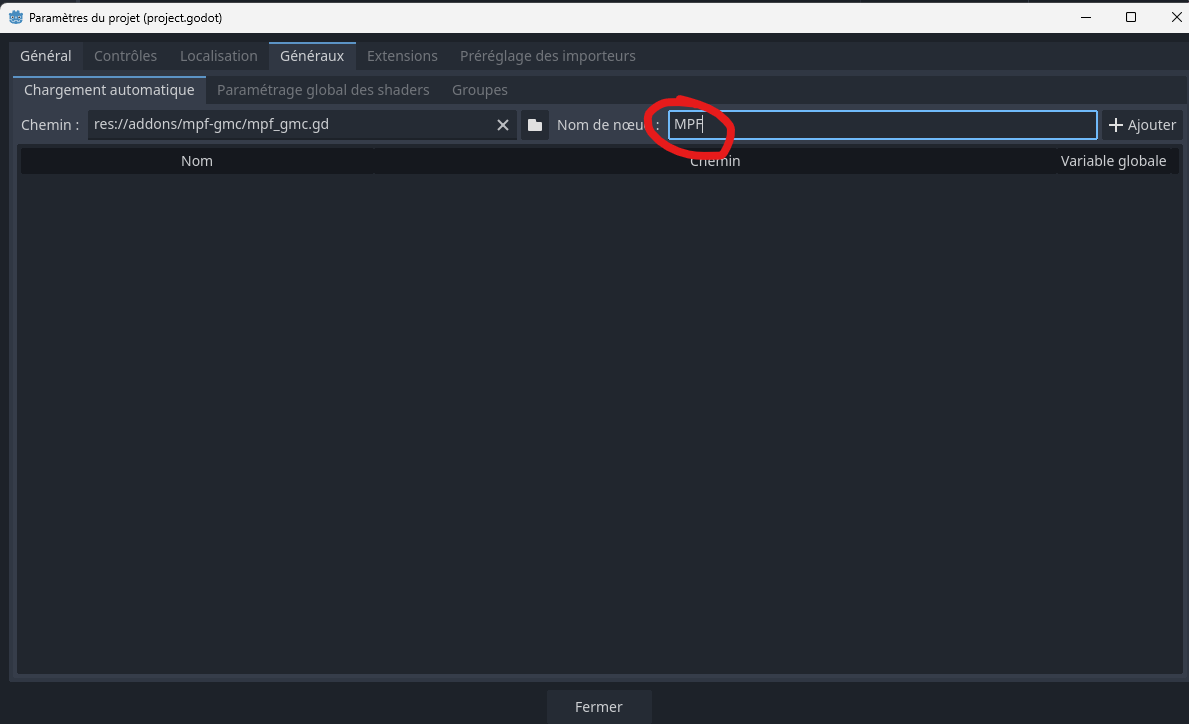 Paramètres du projet (project.godot)
Général Contrôles Localisation Généraux Extensions Préréglage des importeurs
Chargement automatique Paramétrage global des shaders Groupes
Chemin : res://addons/mpf-gmc/mpf_gmc.gd Nom de nœu : MPF Ajouter
Nom Chemin Variable globale
Fermer